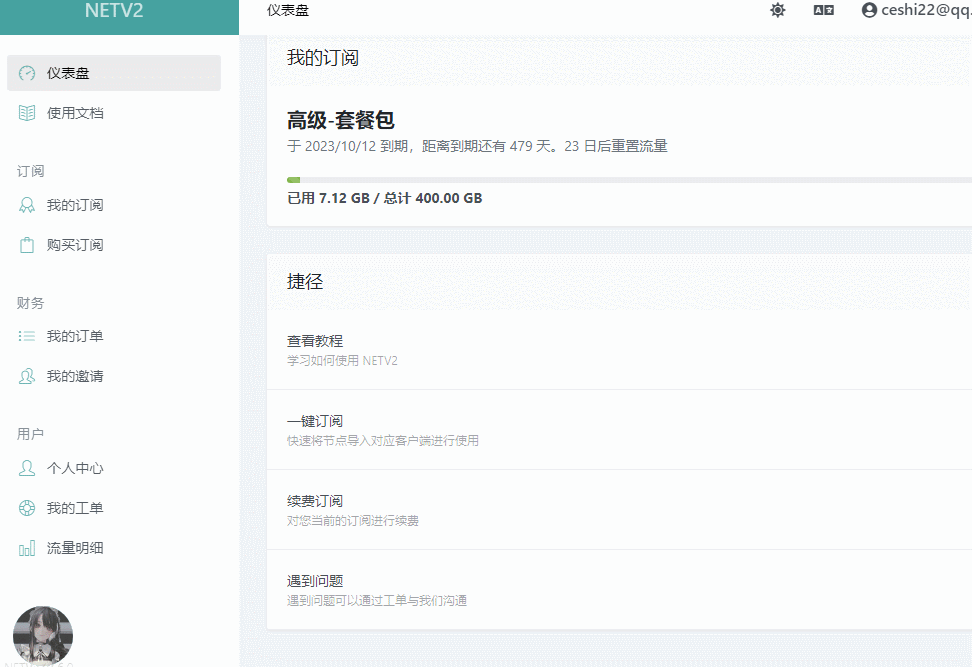 NETV2
仪表盘
ceshi22@qq.
仪表盘
使用文档
订阅
我的订阅
购买订阅
财务
我的订单
我的邀请
用户
个人中心
我的工单
流量明细
我的订阅
高级-套餐包
于 2023/10/12 到期，距离到期还有 479 天。23 日后重置流量
已用 7.12 GB / 总计 400.00 GB
捷径
查看教程
学习如何使用 NETV2
一键订阅
快速将节点导入对应客户端进行使用
续费订阅
对您当前的订阅进行续费
遇到问题
遇到问题可以通过工单与我们沟通